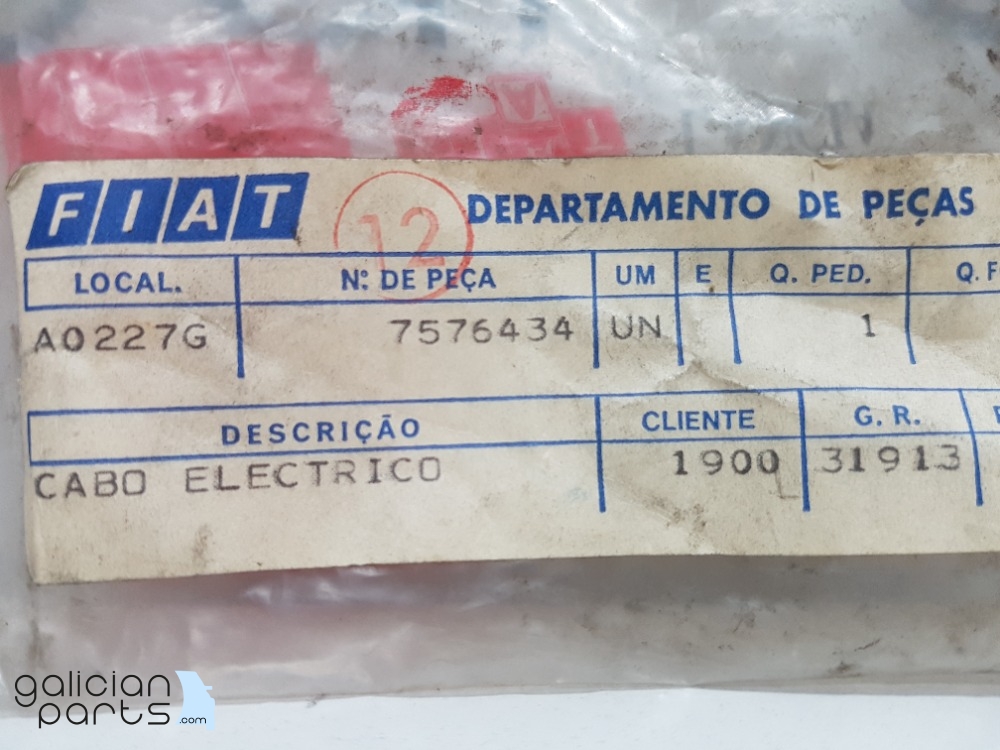 FIAT 12 DEPARTAMENTO DE PEÇAS
LOCAL. Nº DE PEÇA UM E Q. PED. Q. F
A0227G 7576434 UN 1
DESCRIÇÃO CLIENTE G. R.
CABO ELECTRICO 1900 31913
galician
parts.com